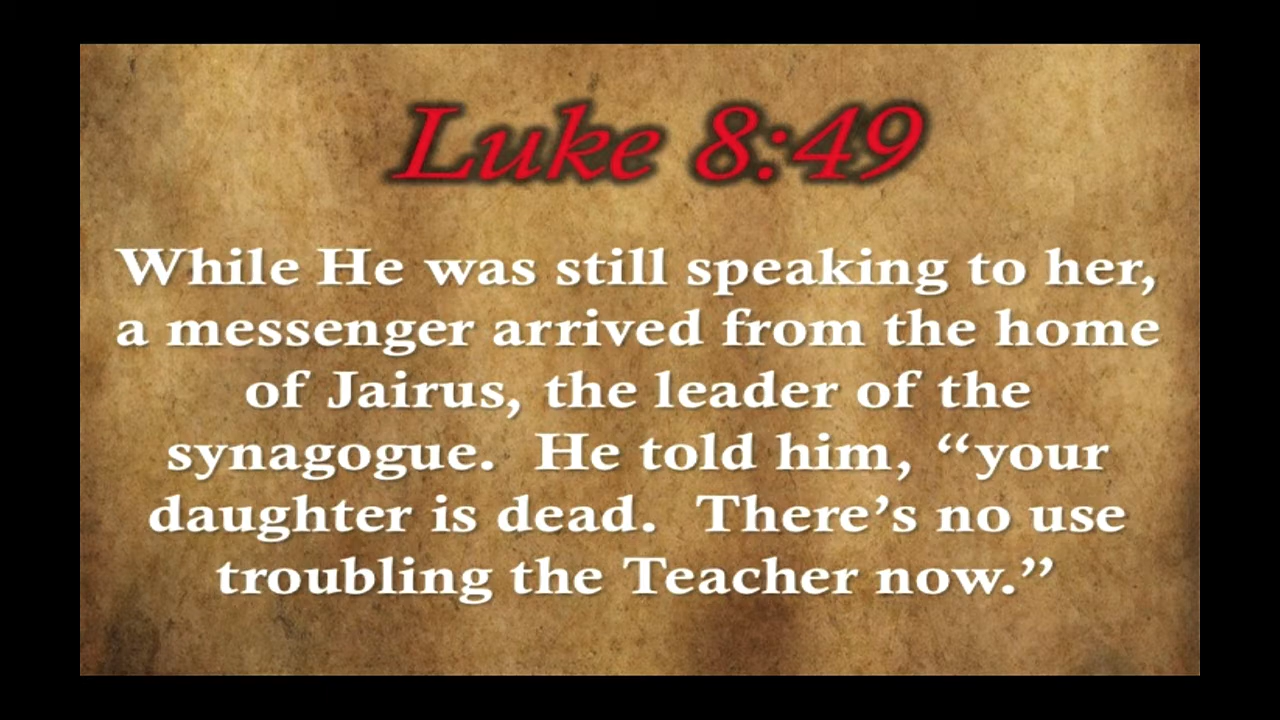 Luke 8:49
While He was still speaking to her,
a messenger arrived from the home
of Jairus, the leader of the
synagogue.  He told him, “your
daughter is dead.  There’s no use
troubling the Teacher now.”